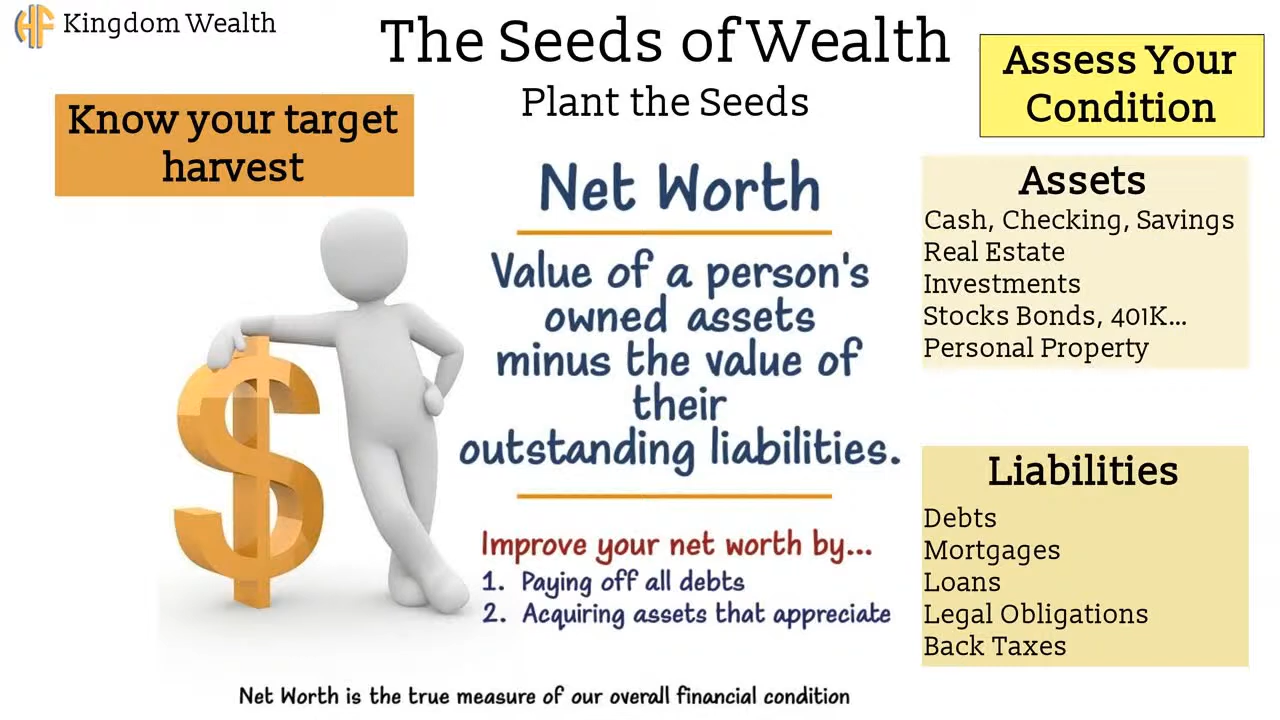 HF Kingdom Wealth
The Seeds of Wealth
Plant the Seeds
Know your target
harvest
Net Worth
Value of a person's
owned assets
minus the value of
their
outstanding liabilities.
Improve your net worth by...
1. Paying off all debts
2. Acquiring assets that appreciate
Assess Your
Condition
Assets
Cash, Checking, Savings
Real Estate
Investments
Stocks Bonds, 401K...
Personal Property
Liabilities
Debts
Mortgages
Loans
Legal Obligations
Back Taxes
Net Worth is the true measure of our overall financial condition